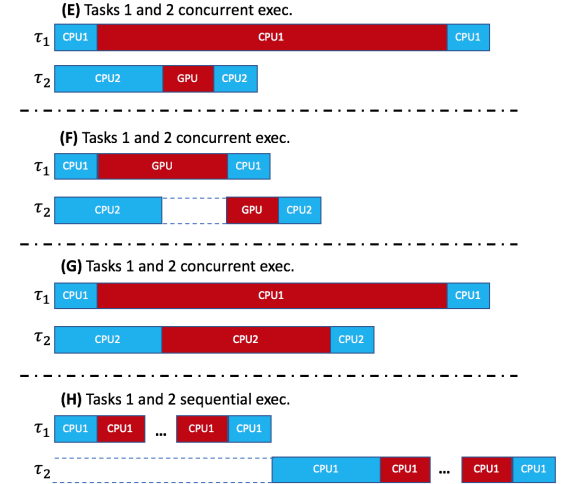 (E) Tasks 1 and 2 concurrent exec.
τ1 CPU1 CPU1 CPU1
τ2 CPU2 GPU CPU2
(F) Tasks 1 and 2 concurrent exec.
τ1 CPU1 GPU CPU1
τ2 CPU2 GPU CPU2
(G) Tasks 1 and 2 concurrent exec.
τ1 CPU1 CPU1 CPU1
τ2 CPU2 CPU2 CPU2
(H) Tasks 1 and 2 sequential exec.
τ1 CPU1 CPU1 ... CPU1 CPU1
τ2 CPU1 CPU1 ... CPU1 CPU1